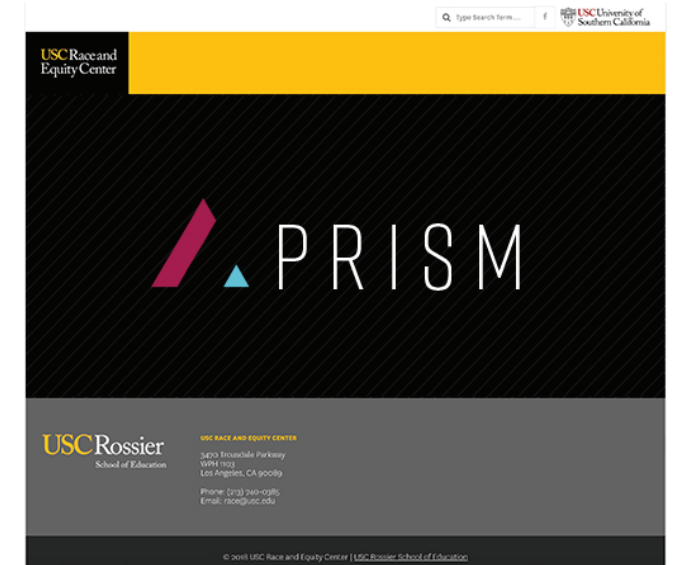 Type Search Term....
f
USC University of
Southern California
USC Race and
Equity Center
PRISM
USC Rossier
School of Education
USC RACE AND EQUITY CENTER
3470 Trousdale Parkway
WPH 1103
Los Angeles, CA 90089
Phone: (213) 740-0385
Email: race@usc.edu
© 2018 USC Race and Equity Center | USC Rossier School of Education